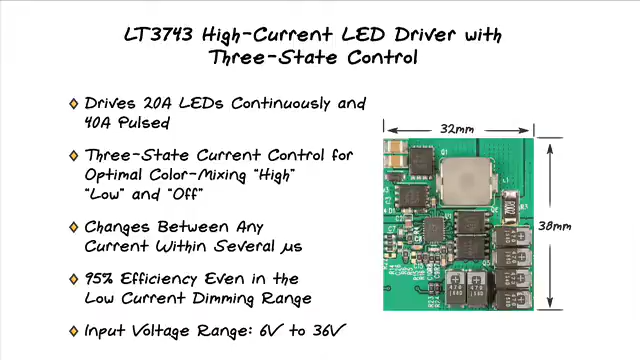 LT3743 High-Current LED Driver with
Three-State Control
Drives 20A LEDs Continuously and
40A Pulsed
Three-State Current Control for
Optimal Color-Mixing "High"
"Low" and "Off"
Changes Between Any
Current Within Several µs
95% Efficiency Even in the
Low Current Dimming Range
Input Voltage Range: 6V to 36V
32mm
38mm
Q1